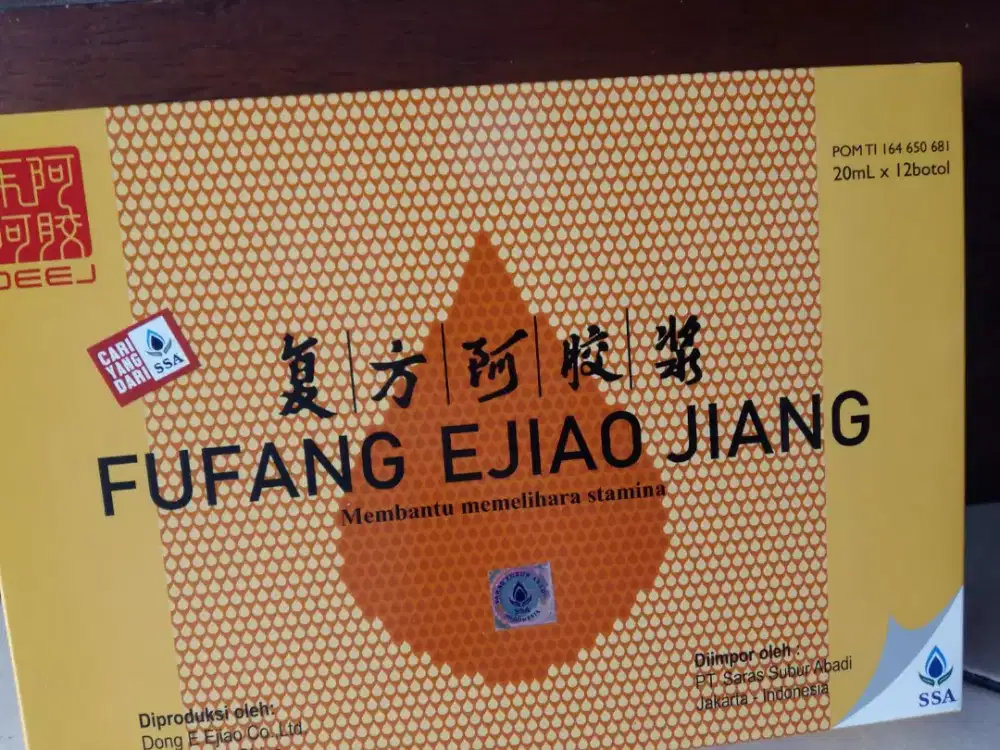 阿
阿胶
DEEJ
POM TI 164 650 681
20mL x 12botol
CARI
YANG
DARI
SSA
复方阿胶浆
FUFANG EJIAO JIANG
Membantu memelihara stamina
SSA
Diimpor oleh :
PT. Saras Subur Abadi
Jakarta - Indonesia
SSA
Diproduksi oleh:
Dong E Ejiao Co.,Ltd